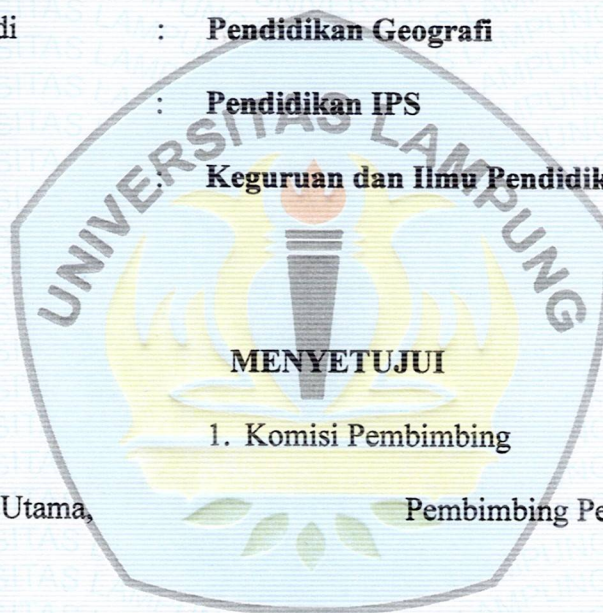 di : Pendidikan Geografi
: Pendidikan IPS
: Keguruan dan Ilmu Pendidik
UNIVERSITAS LAMPUNG
MENYETUJUI
1. Komisi Pembimbing
Utama, Pembimbing Pe